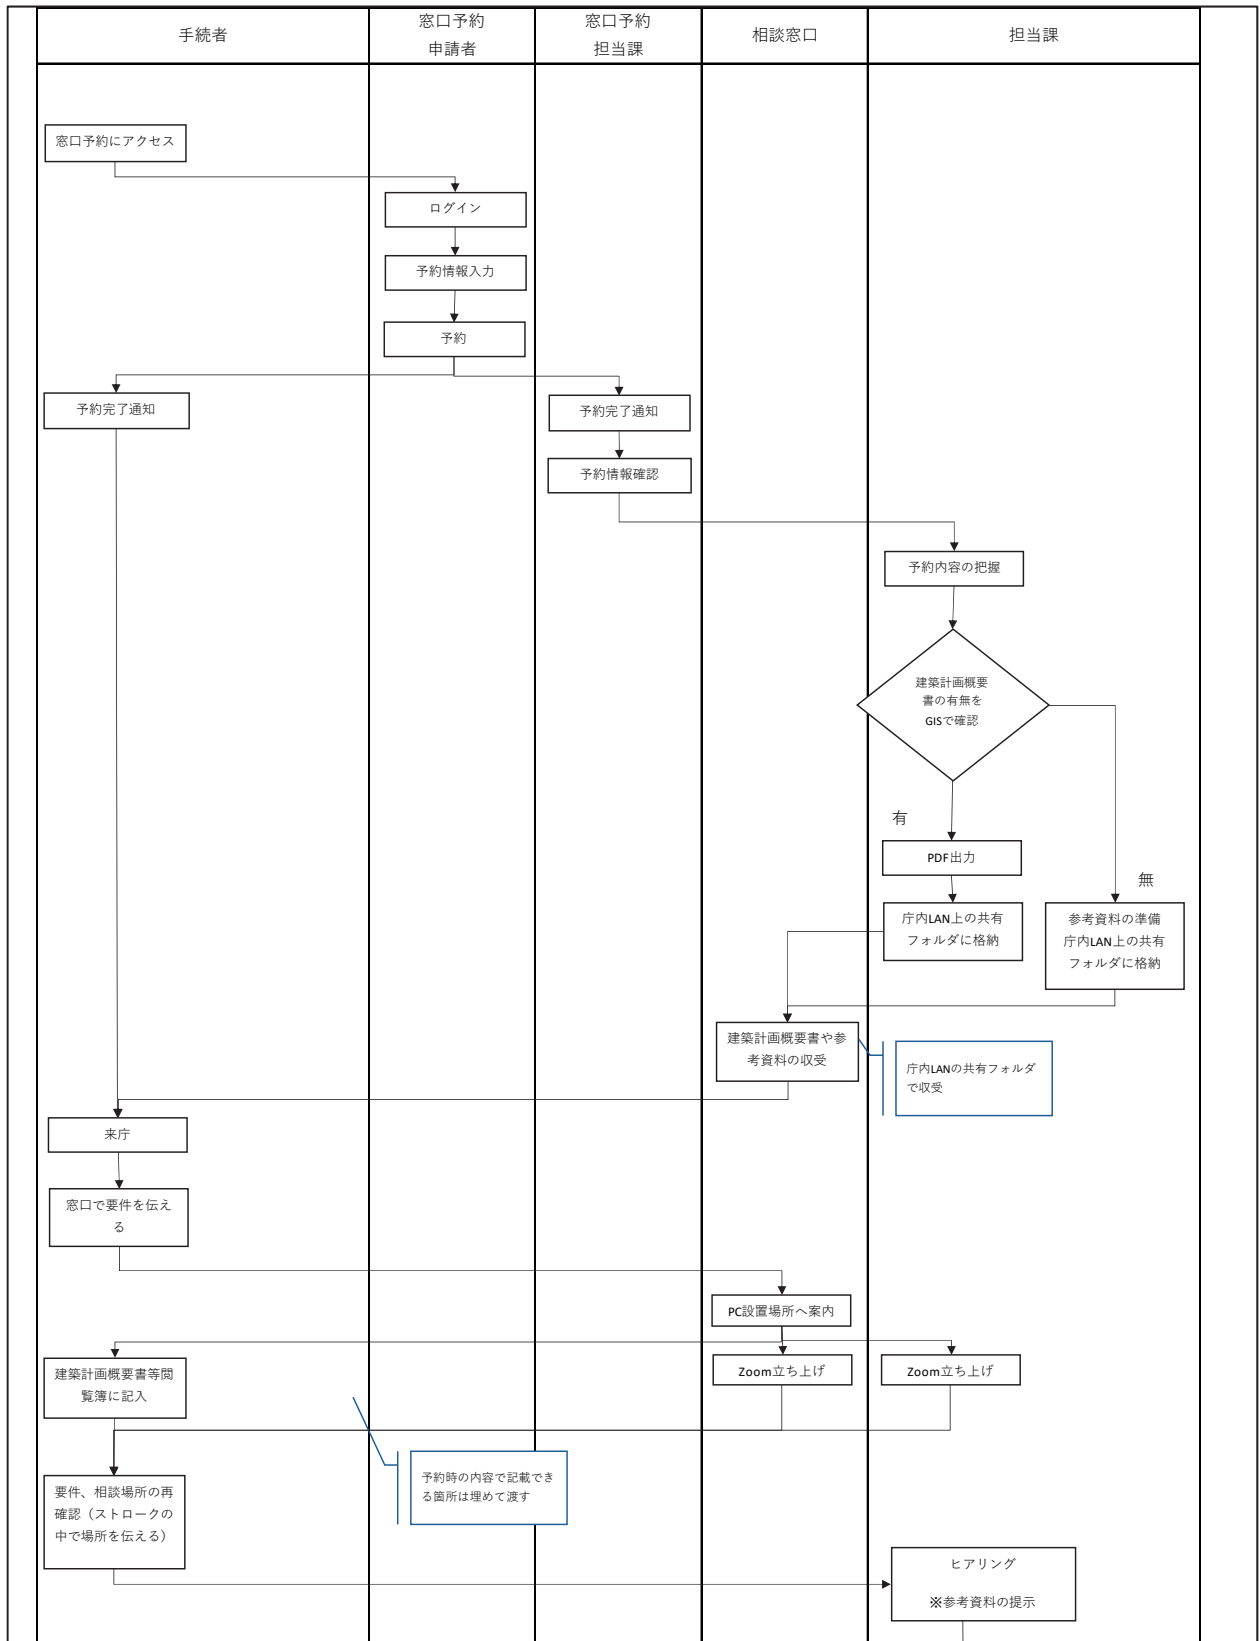 手続者
窓口予約
申請者
窓口予約
担当課
相談窓口
担当課
窓口予約にアクセス
ログイン
予約情報入力
予約
予約完了通知
予約完了通知
予約情報確認
予約内容の把握
建築計画概要
書の有無を
GISで確認
有
PDF出力
無
庁内LAN上の共有
フォルダに格納
参考資料の準備
庁内LAN上の共有
フォルダに格納
建築計画概要書や参
考資料の収受
庁内LANの共有フォルダ
で収受
来庁
窓口で要件を伝え
る
PC設置場所へ案内
建築計画概要書等閲
覧簿に記入
Zoom立ち上げ
Zoom立ち上げ
予約時の内容で記載でき
る箇所は埋めて渡す
要件、相談場所の再
確認（ストロークの
中で場所を伝える）
ヒアリング
※参考資料の提示